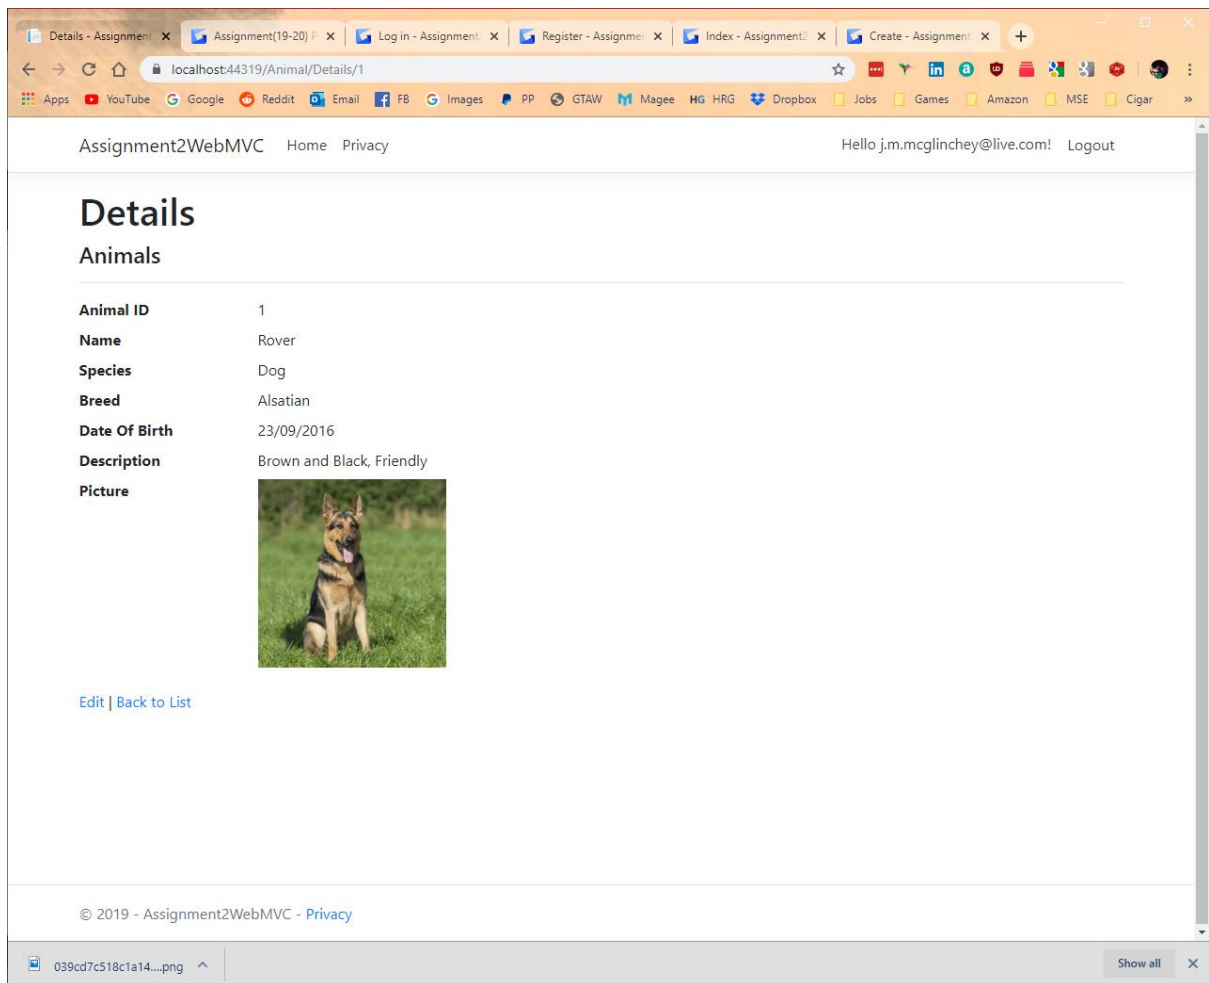 Details - Assignment Assignment(19-20) P Log in - Assignment Register - Assignme Index - Assignment2 Create - Assignment
localhost:44319/Animal/Details/1
Apps YouTube Google Reddit Email FB Images PP GTAW Magee HG HRG Dropbox Jobs Games Amazon MSE Cigar »
Assignment2WebMVC Home Privacy Hello j.m.mcglinchey@live.com! Logout
Details
Animals
Animal ID 1
Name Rover
Species Dog
Breed Alsatian
Date Of Birth 23/09/2016
Description Brown and Black, Friendly
Picture
Edit | Back to List
© 2019 - Assignment2WebMVC - Privacy
039cd7c518c1a14....png Show all